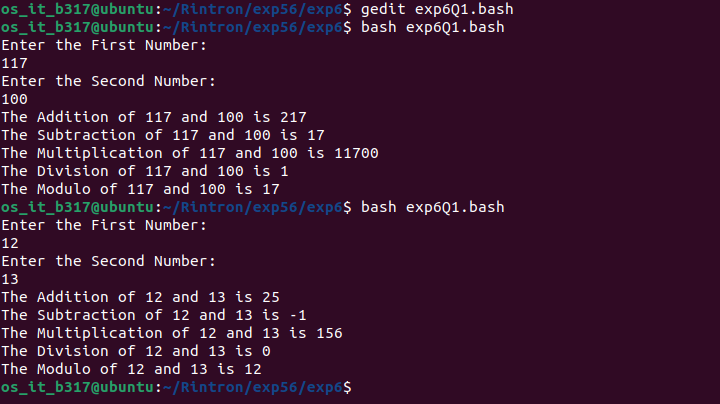 os_it_b317@ubuntu:~/Rintron/exp56/exp6$ gedit exp6Q1.bash
os_it_b317@ubuntu:~/Rintron/exp56/exp6$ bash exp6Q1.bash
Enter the First Number:
117
Enter the Second Number:
100
The Addition of 117 and 100 is 217
The Subtraction of 117 and 100 is 17
The Multiplication of 117 and 100 is 11700
The Division of 117 and 100 is 1
The Modulo of 117 and 100 is 17
os_it_b317@ubuntu:~/Rintron/exp56/exp6$ bash exp6Q1.bash
Enter the First Number:
12
Enter the Second Number:
13
The Addition of 12 and 13 is 25
The Subtraction of 12 and 13 is -1
The Multiplication of 12 and 13 is 156
The Division of 12 and 13 is 0
The Modulo of 12 and 13 is 12
os_it_b317@ubuntu:~/Rintron/exp56/exp6$